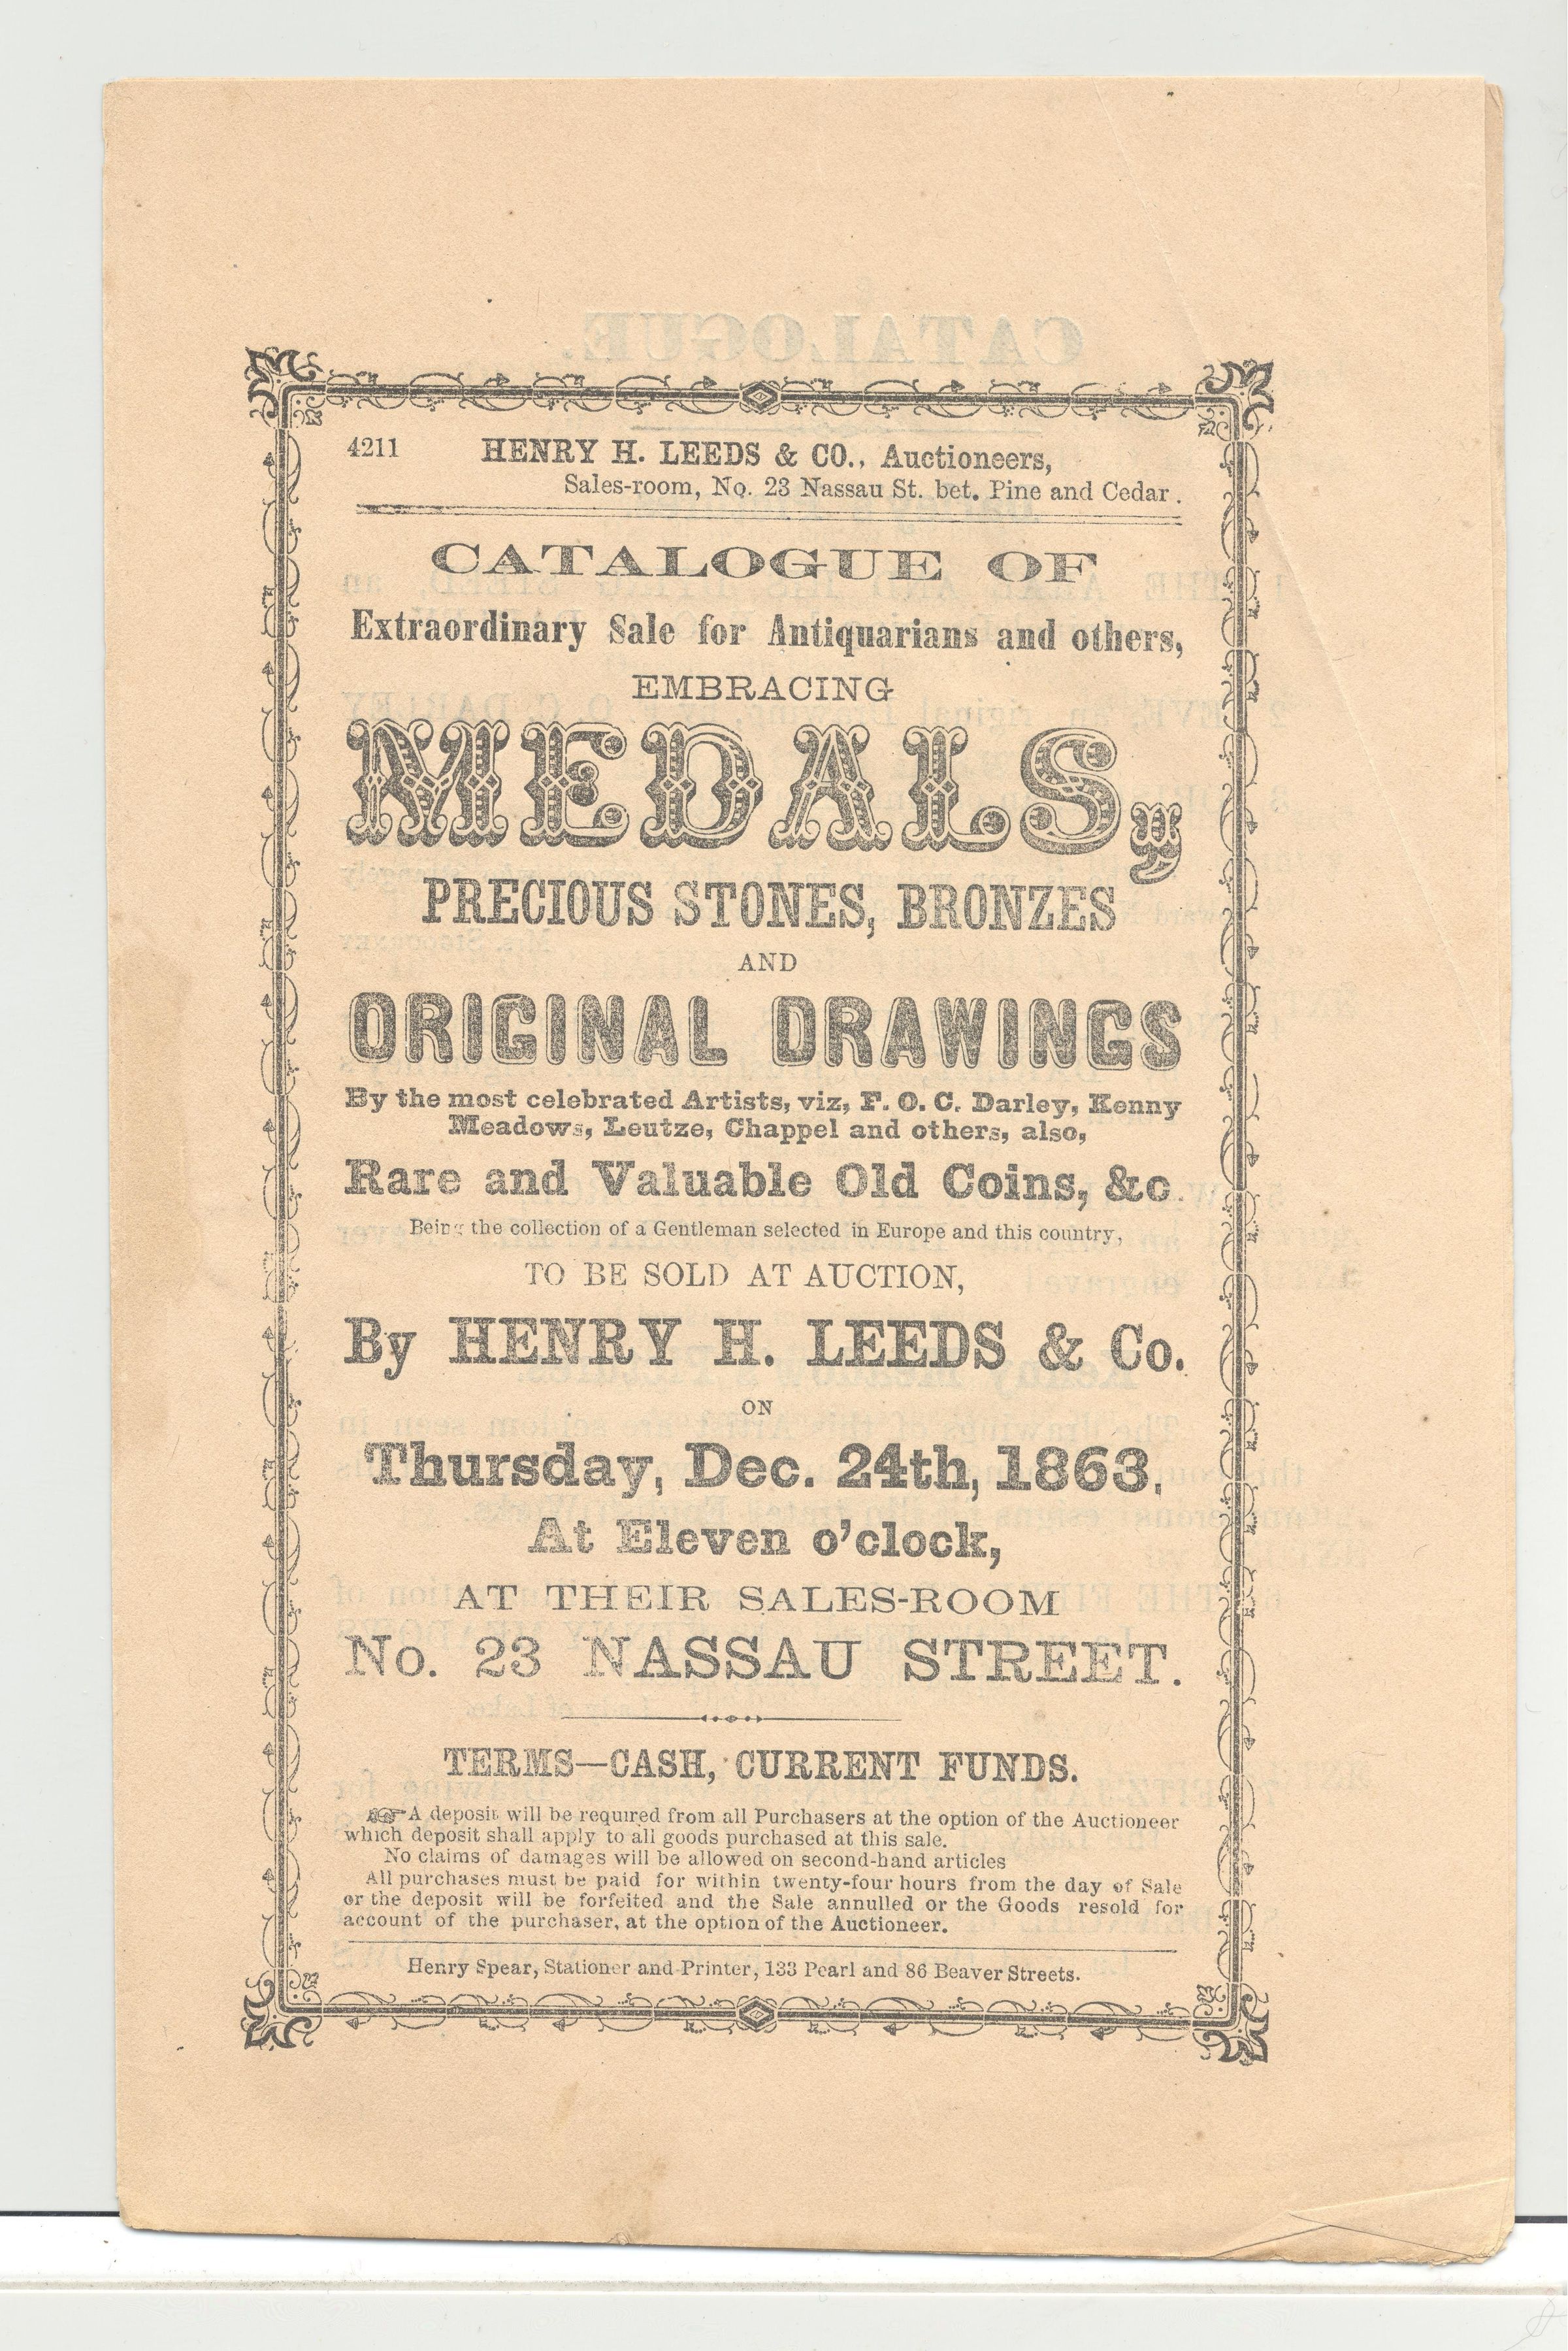 4211 HENRY H. LEEDS & CO., Auctioneers,
Sales-room, No. 23 Nassau St. bet. Pine and Cedar.
CATALOGUE OF
Extraordinary Sale for Antiquarians and others,
EMBRACING
MEDALS,
PRECIOUS STONES, BRONZES
AND
ORIGINAL DRAWINGS
By the most celebrated Artists, viz, F. O. C. Darley, Kenny
Meadows, Leutze, Chappel and others, also,
Rare and Valuable Old Coins, &c.
Being the collection of a Gentleman selected in Europe and this country,
TO BE SOLD AT AUCTION,
By HENRY H. LEEDS & Co.
ON
Thursday, Dec. 24th, 1863,
At Eleven o'clock,
AT THEIR SALES-ROOM
No. 23 NASSAU STREET.
TERMS—CASH, CURRENT FUNDS.
☞A deposit will be required from all Purchasers at the option of the Auctioneer
which deposit shall apply to all goods purchased at this sale.
No claims of damages will be allowed on second-hand articles
All purchases must be paid for within twenty-four hours from the day of Sale
or the deposit will be forfeited and the Sale annulled or the Goods resold for
account of the purchaser, at the option of the Auctioneer.
Henry Spear, Stationer and Printer, 133 Pearl and 86 Beaver Streets.